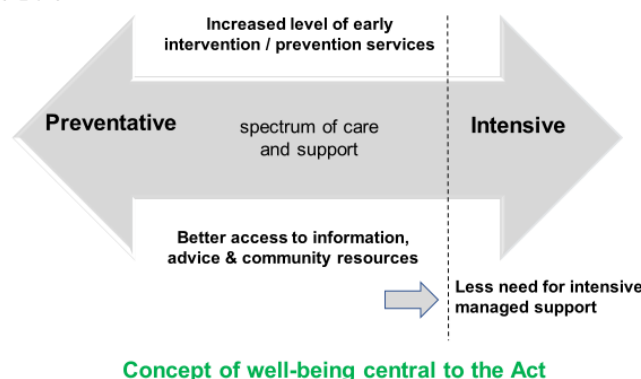 Increased level of early
intervention / prevention services
Preventative
spectrum of care
and support
Intensive
Better access to information,
advice & community resources
Less need for intensive
managed support
Concept of well-being central to the Act